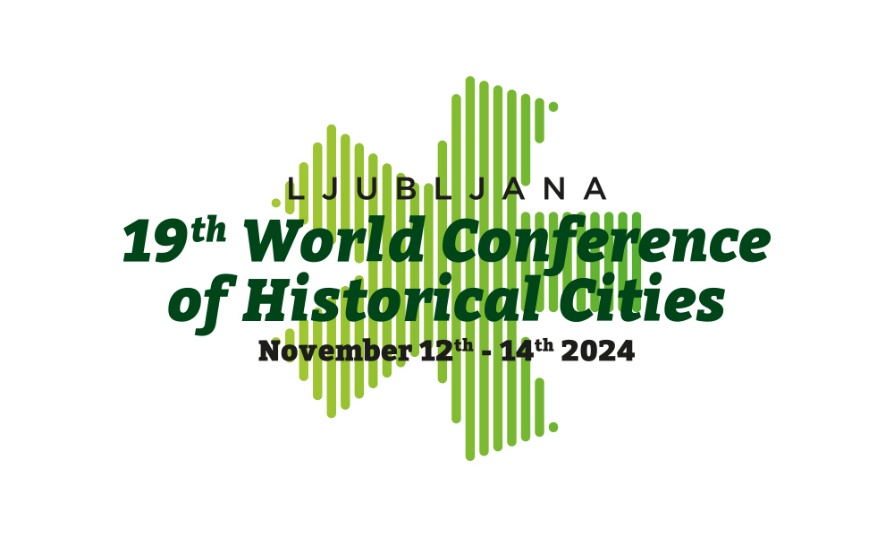 LJUBLJANA
19th World Conference
of Historical Cities
November 12th - 14th 2024